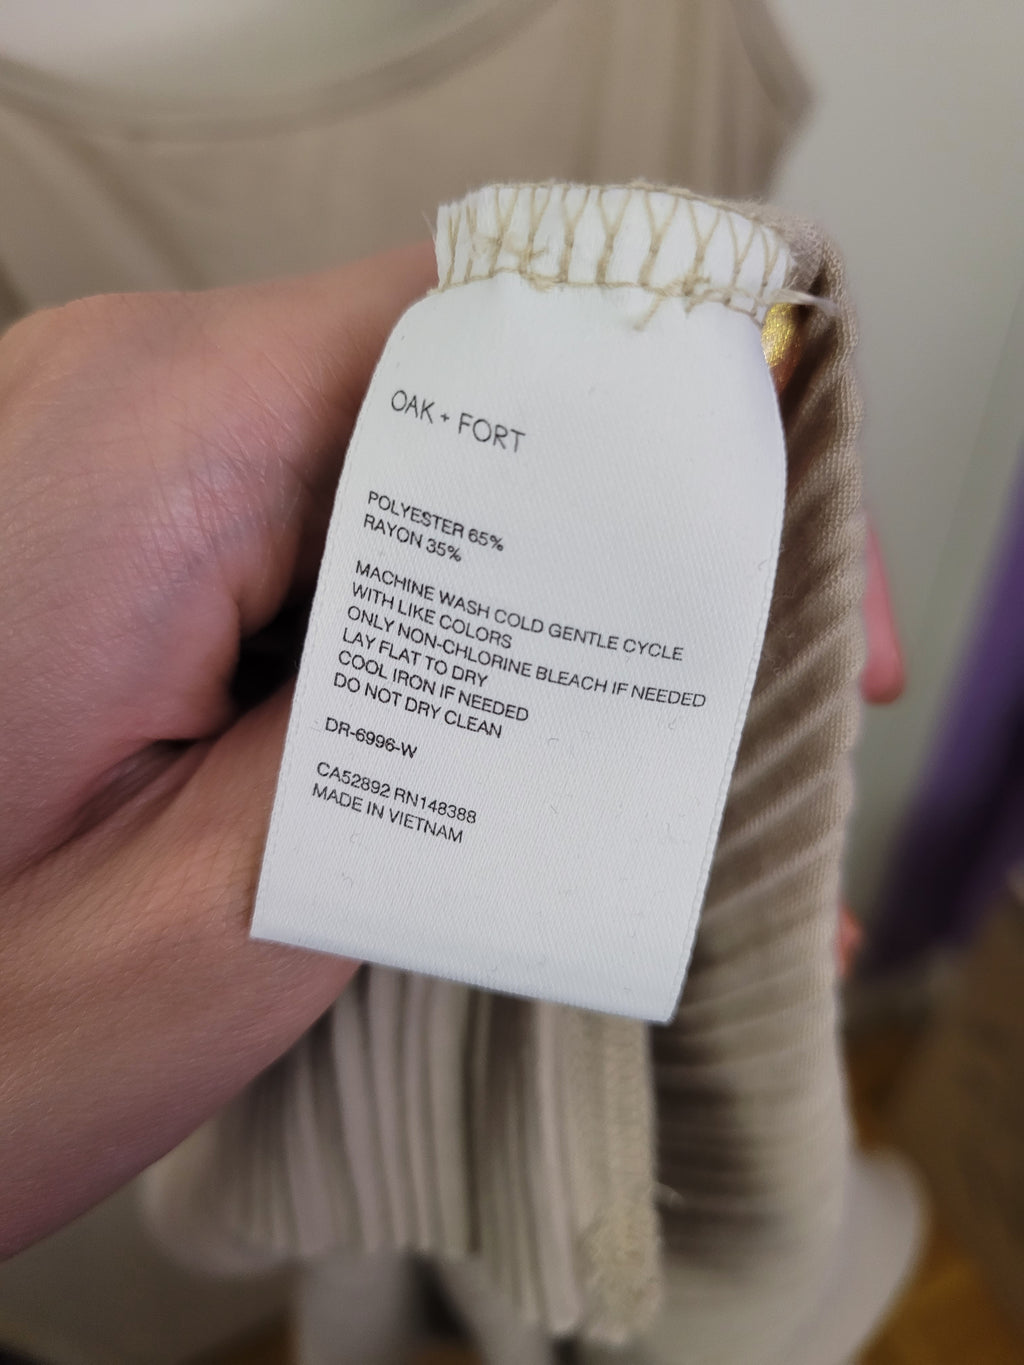 OAK + FORT
POLYESTER 65%
RAYON 35%
MACHINE WASH COLD GENTLE CYCLE
WITH LIKE COLORS
ONLY NON-CHLORINE BLEACH IF NEEDED
LAY FLAT TO DRY
COOL IRON IF NEEDED
DO NOT DRY CLEAN
DR-6996-W
CA52892 RN148388
MADE IN VIETNAM